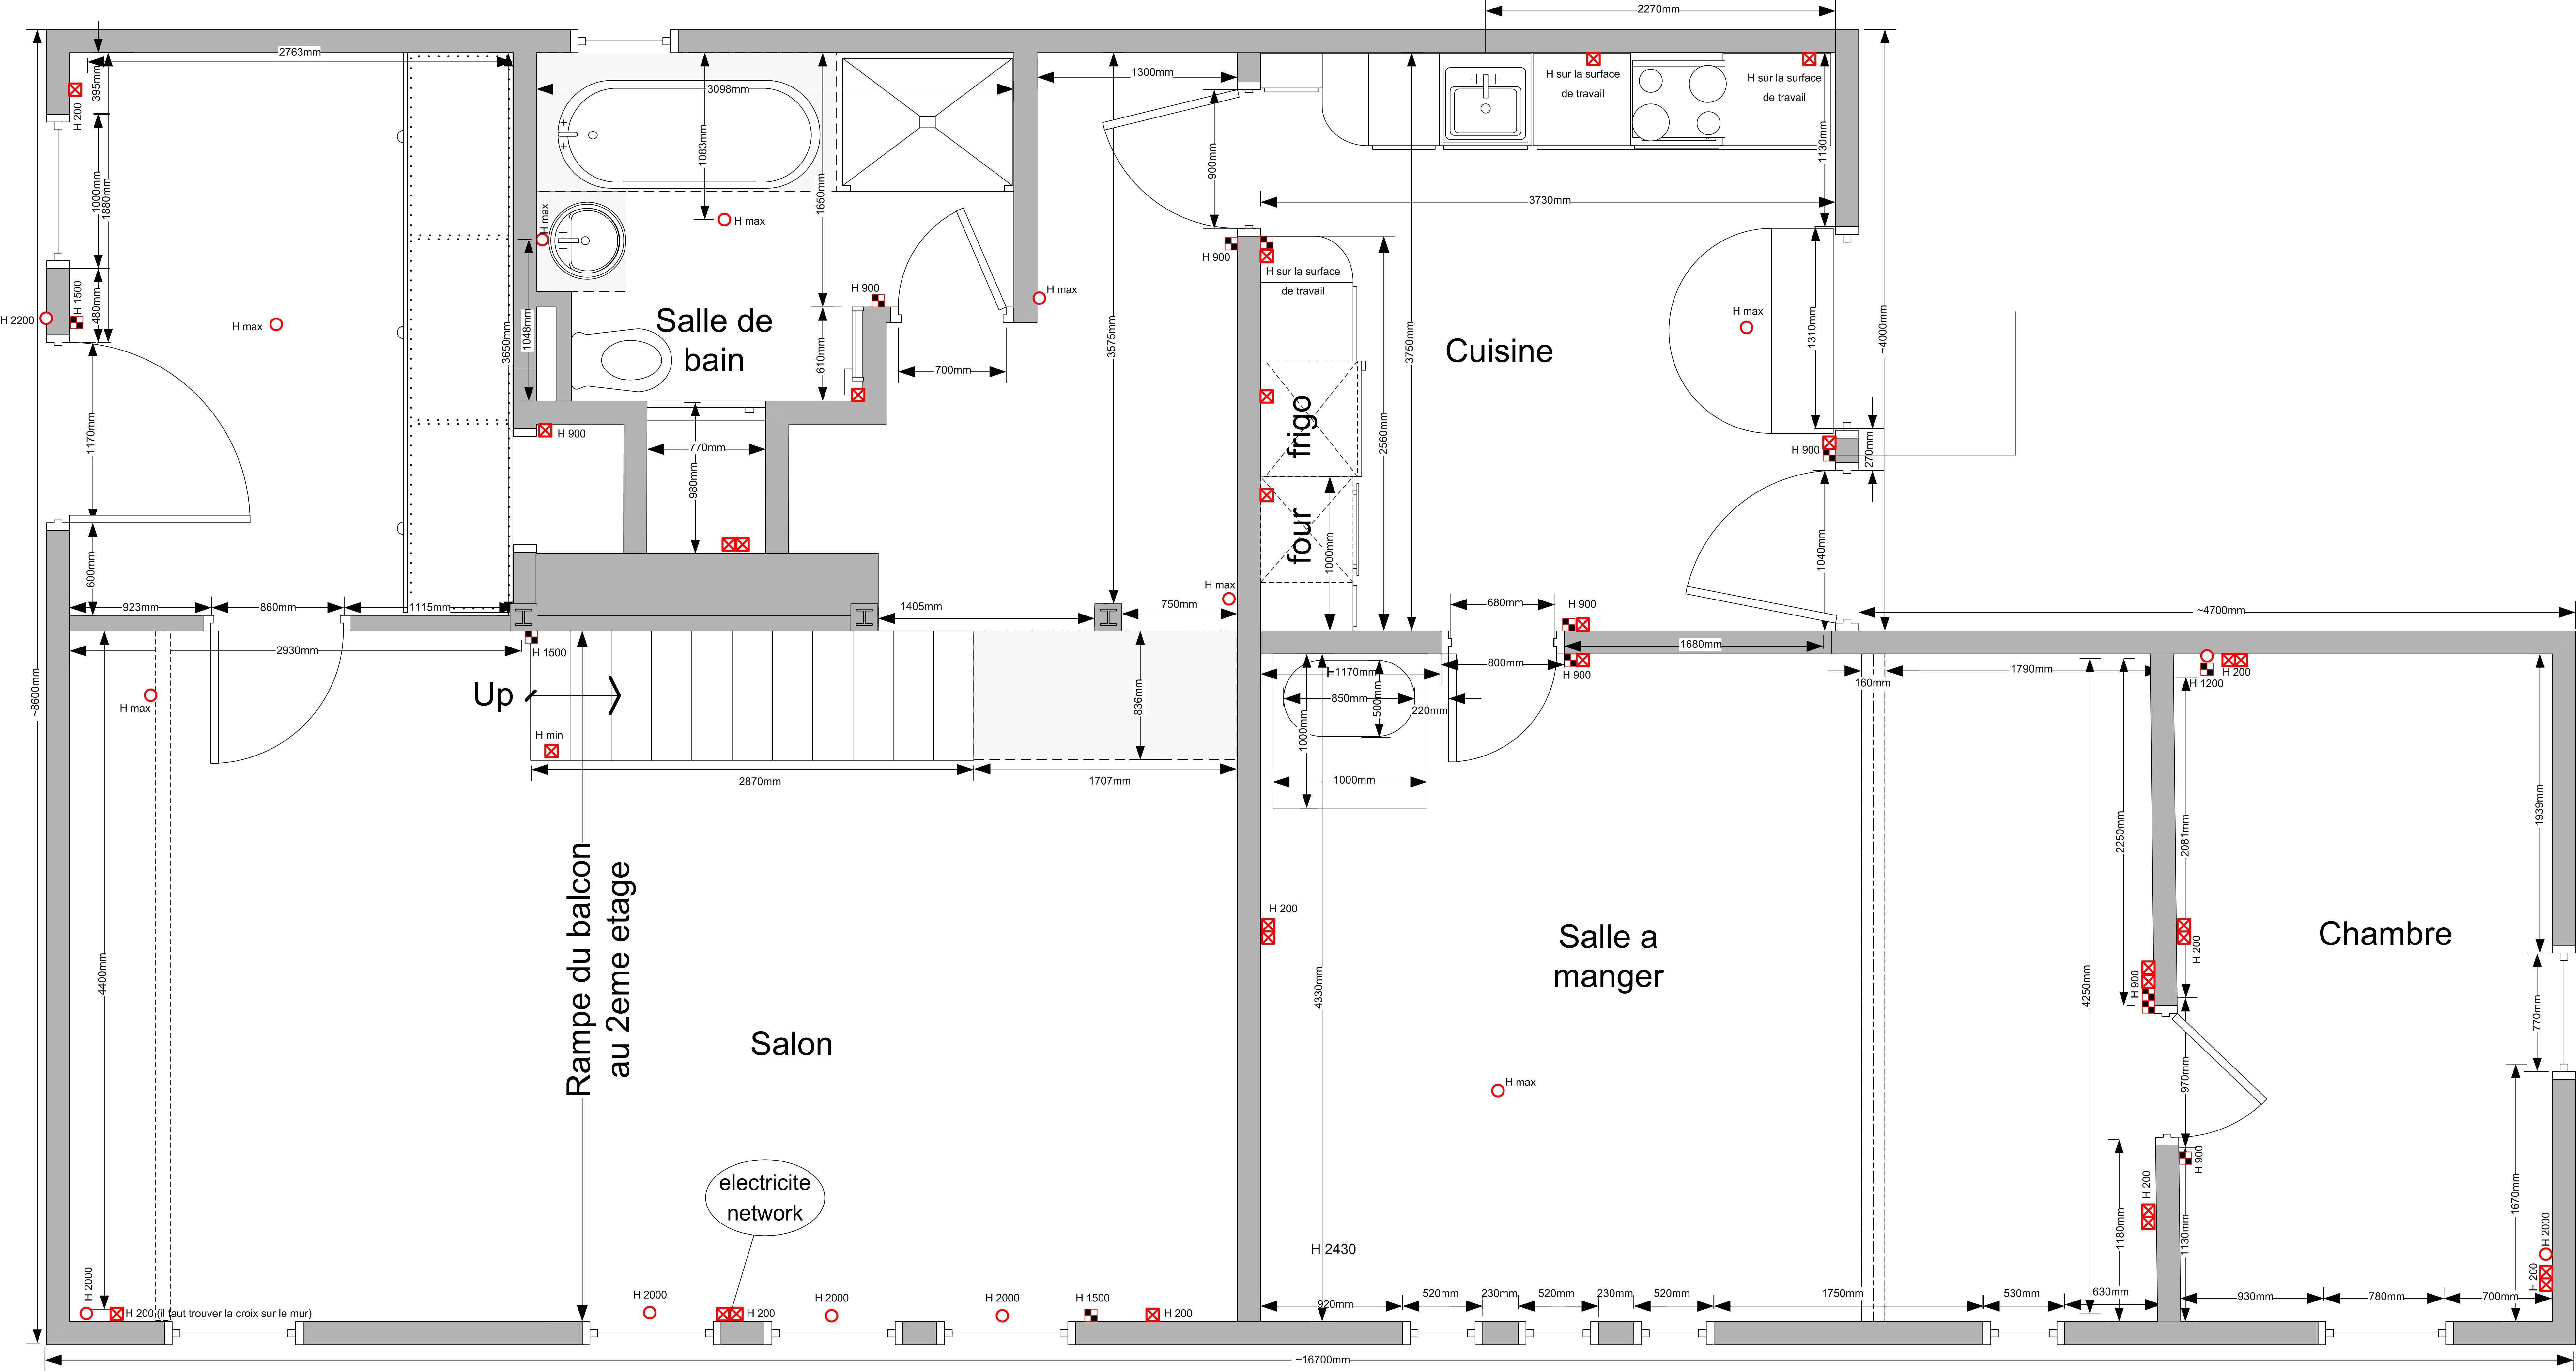 2270mm
2763mm
395mm
H 200
1000mm
1880mm
H 1500
480mm
H 2200
H max
1170mm
600mm
3650mm
3098mm
1083mm
1650mm
H max
H max
1048mm
Salle de
bain
H 900
610mm
700mm
H 900
770mm
980mm
1300mm
900mm
H 900
H max
3575mm
H max
1405mm
750mm
H sur la surface
de travail
H sur la surface
de travail
1130mm
3730mm
H sur la surface
de travail
3750mm
2560mm
Cuisine
H max
1310mm
~4000mm
frigo
four
1000mm
H 900
270mm
1040mm
680mm
H 900
~4700mm
923mm
860mm
1115mm
2930mm
H 1500
~8600mm
H max
Up
H min
2870mm
1707mm
836mm
1170mm
850mm
500mm
220mm
1000mm
1000mm
800mm
H 900
1680mm
160mm
1790mm
H 1200
H 200
4400mm
Rampe du balcon
au 2eme etage
Salon
H 200
4330mm
Salle a
manger
H max
4250mm
2250mm
2081mm
H 900
H 200
Chambre
1939mm
770mm
970mm
H 900
1670mm
electricite
network
H 2430
H 200
1180mm
1130mm
H 2000
H 200
H 2000
H 200 (il faut trouver la croix sur le mur)
H 2000
H 200
H 2000
H 2000
H 1500
H 200
920mm
520mm
230mm
520mm
230mm
520mm
1750mm
530mm
630mm
930mm
780mm
700mm
~16700mm